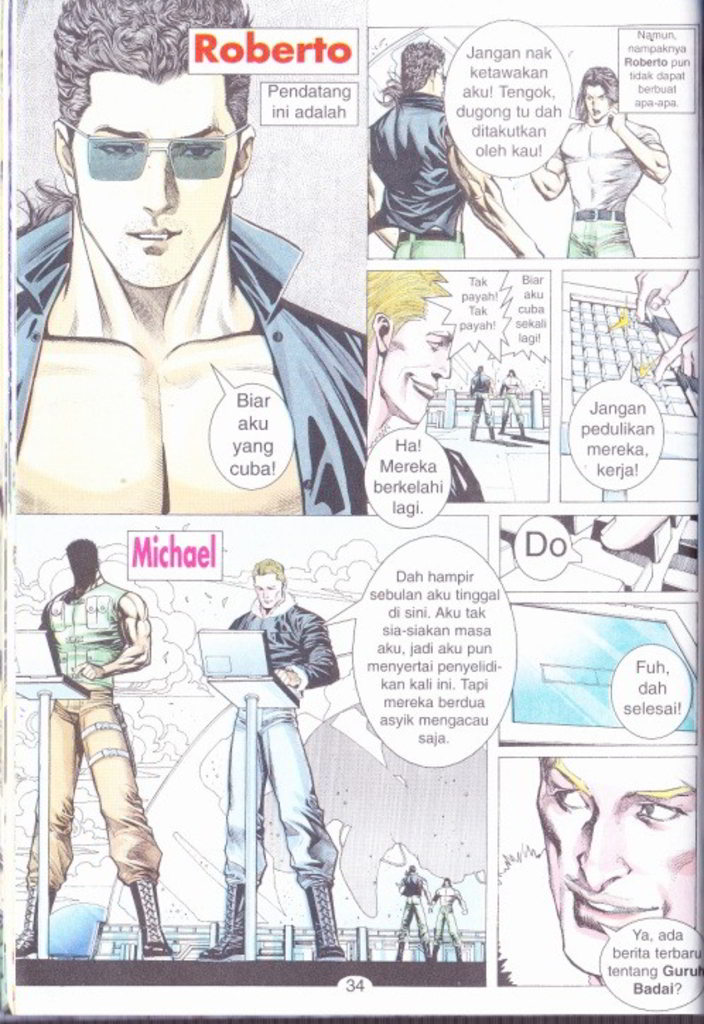 Roberto
Pendatang
ini adalah
Biar
aku
yang
cuba!
Jangan nak
ketawakan
aku! Tengok,
dugong tu dah
ditakutkan
oleh kau!
Namun,
nampaknya
Roberto pun
tidak dapat
berbuat
apa-apa.
Tak
payah!
Tak
payah!
Biar
aku
cuba
sekali
lagi!
Ha!
Mereka
berkelahi
lagi.
Jangan
pedulikan
mereka,
kerja!
Michael
Dah hampir
sebulan aku tinggal
di sini. Aku tak
sia-siakan masa
aku, jadi aku pun
menyertai penyelidi-
kan kali ini. Tapi
mereka berdua
asyik mengacau
saja.
Do
Fuh,
dah
selesai!
Ya, ada
berita terbaru
tentang Guruh
Badai?
34